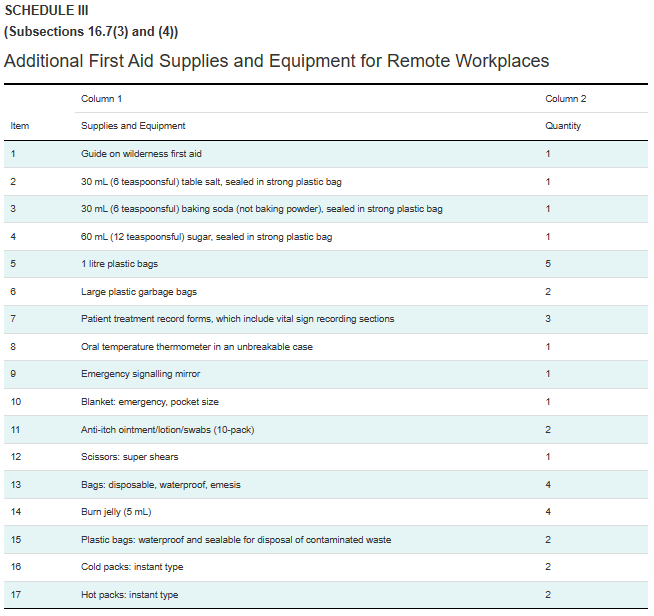 SCHEDULE III
(Subsections 16.7(3) and (4))
Additional First Aid Supplies and Equipment for Remote Workplaces
Column 1 Column 2
Item Supplies and Equipment Quantity
1 Guide on wilderness first aid 1
2 30 mL (6 teaspoonsful) table salt, sealed in strong plastic bag 1
3 30 mL (6 teaspoonsful) baking soda (not baking powder), sealed in strong plastic bag 1
4 60 mL (12 teaspoonsful) sugar, sealed in strong plastic bag 1
5 1 litre plastic bags 5
6 Large plastic garbage bags 2
7 Patient treatment record forms, which include vital sign recording sections 3
8 Oral temperature thermometer in an unbreakable case 1
9 Emergency signalling mirror 1
10 Blanket: emergency, pocket size 1
11 Anti-itch ointment/lotion/swabs (10-pack) 2
12 Scissors: super shears 1
13 Bags: disposable, waterproof, emesis 4
14 Burn jelly (5 mL) 4
15 Plastic bags: waterproof and sealable for disposal of contaminated waste 2
16 Cold packs: instant type 2
17 Hot packs: instant type 2